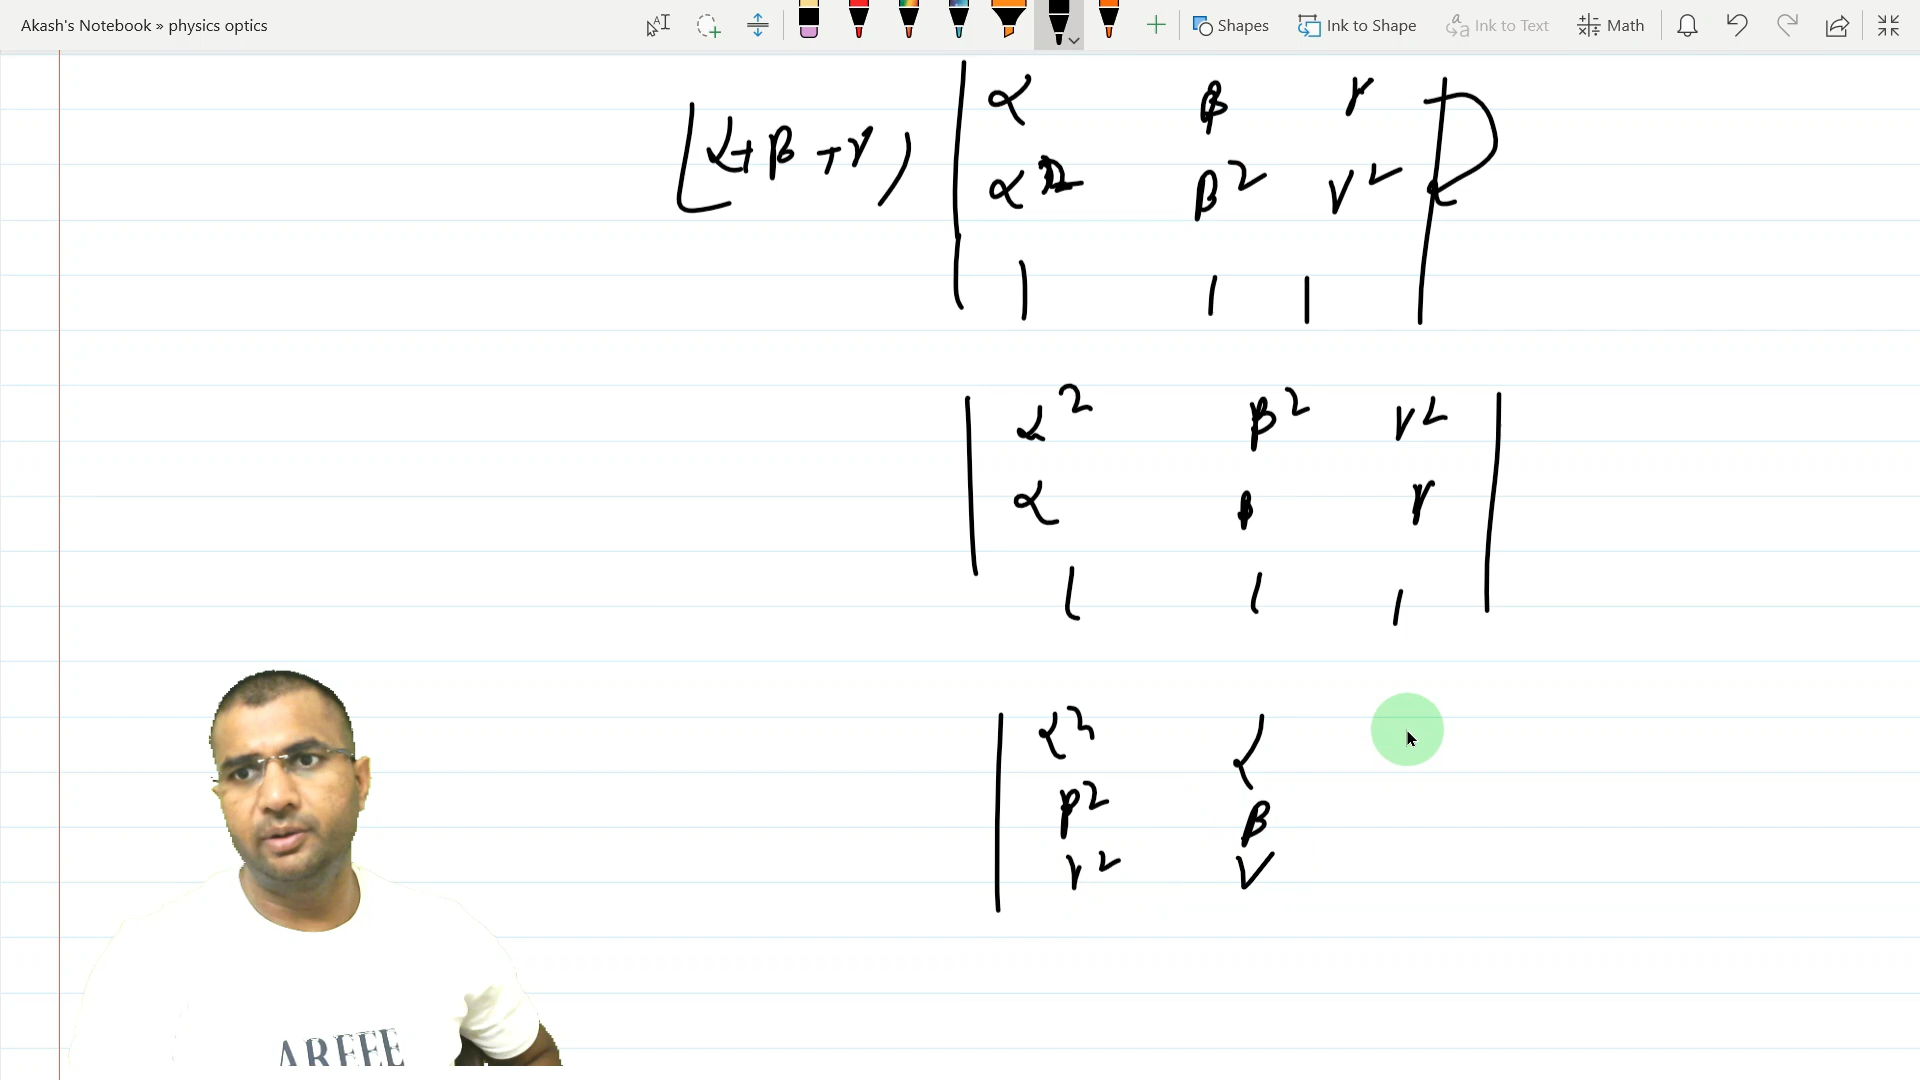 Akash's Notebook » physics optics
Shapes Ink to Shape Ink to Text Math
(α+β+γ) | α β γ |
α² β² γ²
1 1 1
| α² β² γ² |
α β γ
1 1 1
| α² α
β² β
γ² γ
AREEE